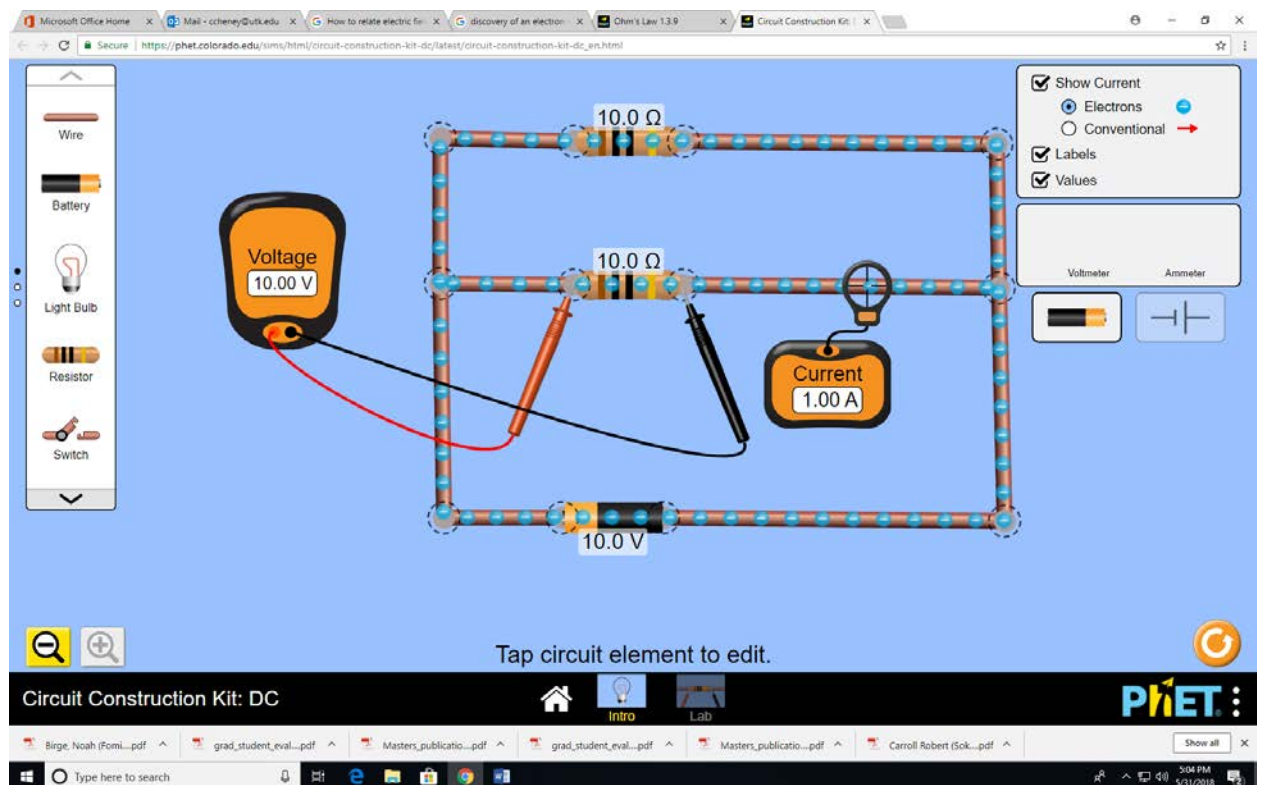 Microsoft Office Home
Mail - ccheney@utk.edu
How to relate electric fie
discovery of an electron
Ohm's Law 1.3.9
Circuit Construction Kit:
Secure
https://phet.colorado.edu/sims/html/circuit-construction-kit-dc/latest/circuit-construction-kit-dc_en.html
Wire
Battery
Light Bulb
Resistor
Switch
Voltage
10.00 V
10.0 Ω
10.0 Ω
Current
1.00 A
10.0 V
Show Current
Electrons
Conventional
Labels
Values
Voltmeter
Ammeter
Tap circuit element to edit.
Circuit Construction Kit: DC
Intro
Lab
PhET
Birge, Noah (Fomi....pdf
grad_student_eval....pdf
Masters_publicatio....pdf
grad_student_eval....pdf
Masters_publicatio....pdf
Carroll Robert (Sok....pdf
Show all
Type here to search
5:04 PM
5/31/2018